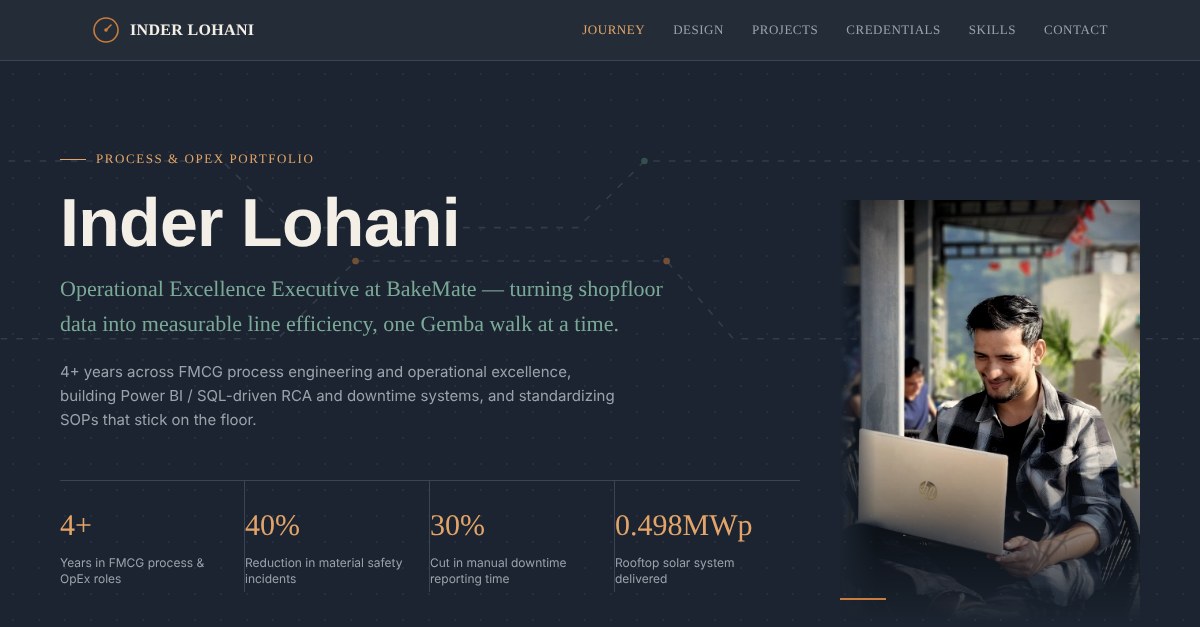 INDER LOHANI
JOURNEY DESIGN PROJECTS CREDENTIALS SKILLS CONTACT
PROCESS & OPEX PORTFOLIO
Inder Lohani
Operational Excellence Executive at BakeMate — turning shopfloor
data into measurable line efficiency, one Gemba walk at a time.
4+ years across FMCG process engineering and operational excellence,
building Power BI / SQL-driven RCA and downtime systems, and standardizing
SOPs that stick on the floor.
4+
Years in FMCG process &
OpEx roles
40%
Reduction in material safety
incidents
30%
Cut in manual downtime
reporting time
0.498MWp
Rooftop solar system
delivered
hp